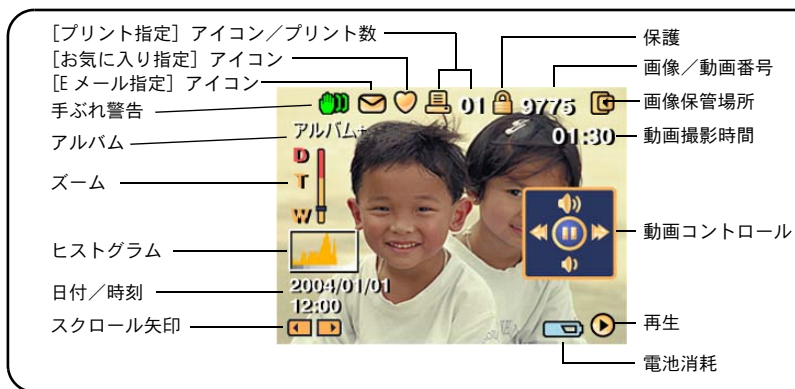 [プリント指定] アイコン／プリント数
[お気に入り指定] アイコン
[E メール指定] アイコン
手ぶれ警告
アルバム
ズーム
ヒストグラム
日付／時刻
スクロール矢印
01 9775
アルバム+
01:30
D
T
W
2004/01/01
12:00
保護
画像／動画番号
画像保管場所
動画撮影時間
動画コントロール
再生
電池消耗